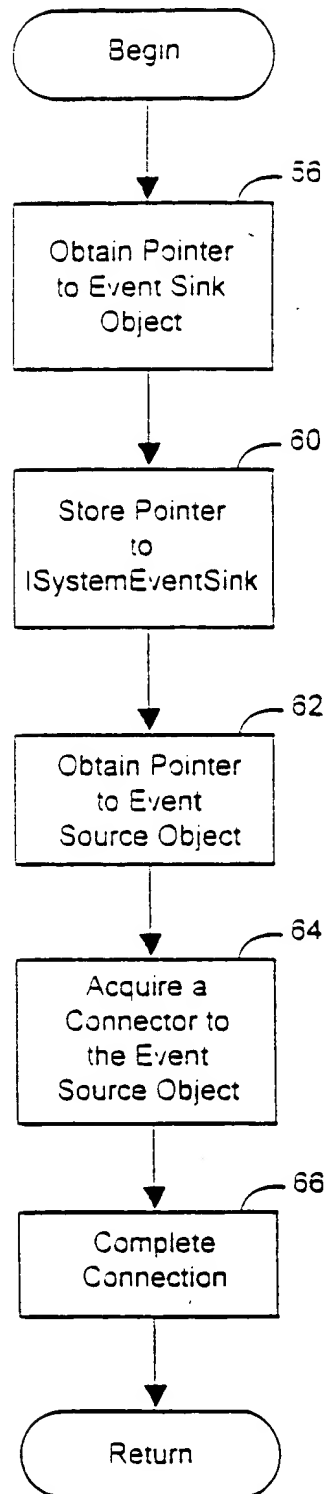 Begin
56
Obtain Pointer
to Event Sink
Object
60
Store Pointer
to
ISystemEventSink
62
Obtain Pointer
to Event
Source Object
64
Acquire a
Connector to
the Event
Source Object
66
Complete
Connection
Return